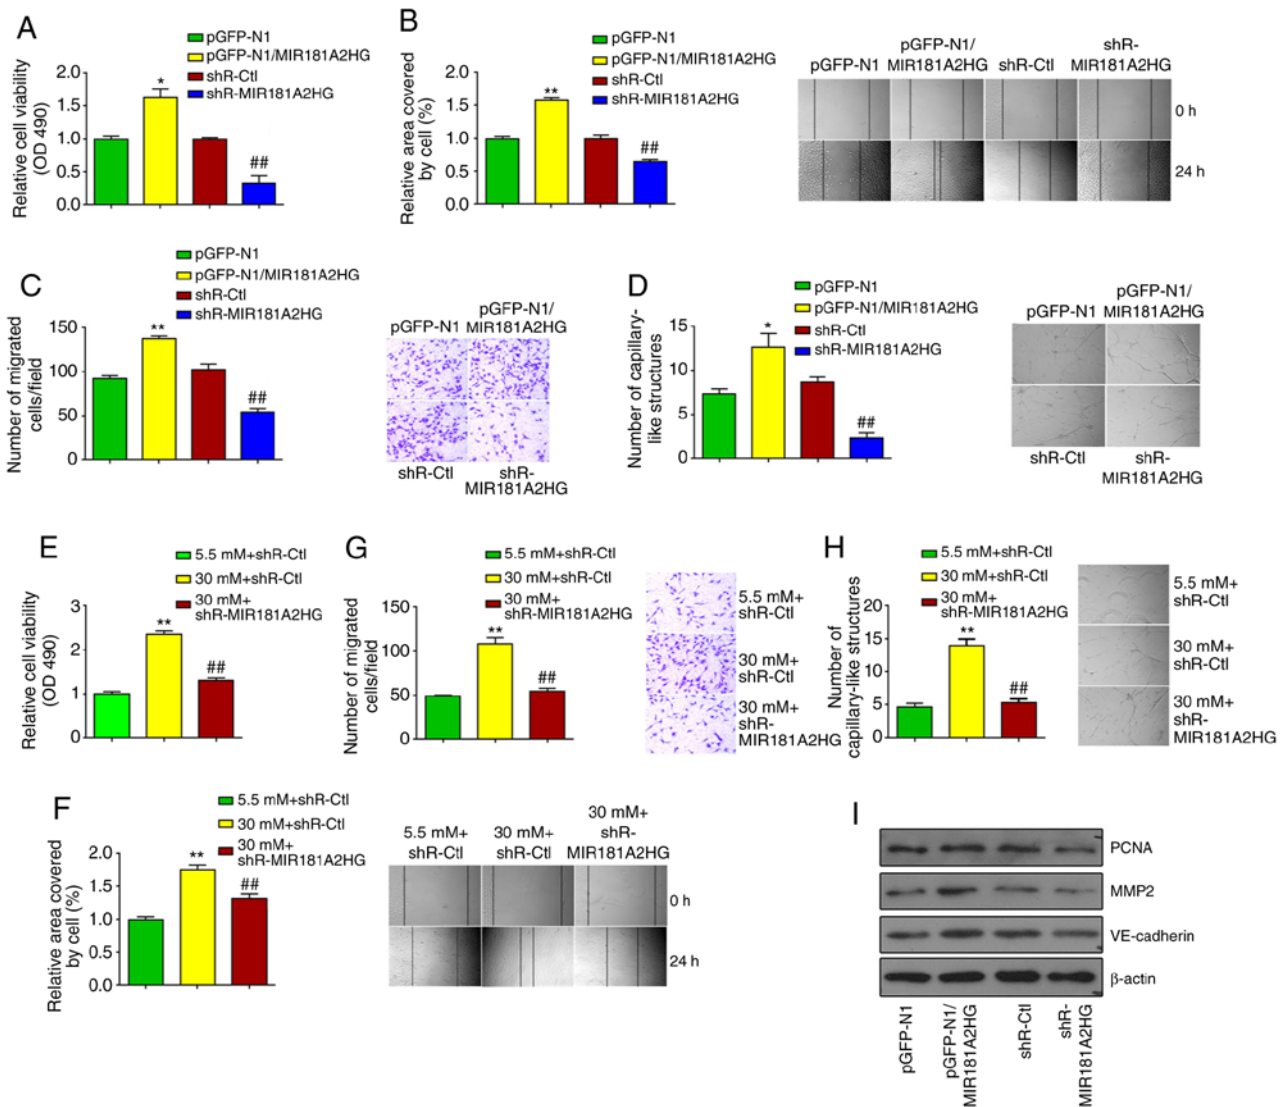 A
pGFP-N1
pGFP-N1/MIR181A2HG
shR-Ctl
shR-MIR181A2HG
Relative cell viability
(OD 490)
2.0
1.5
1.0
0.5
0.0
*
##
B
pGFP-N1
pGFP-N1/MIR181A2HG
shR-Ctl
shR-MIR181A2HG
Relative area covered
by cell (%)
2.0
1.5
1.0
0.5
0.0
**
##
pGFP-N1
pGFP-N1/
MIR181A2HG
shR-Ctl
shR-
MIR181A2HG
0 h
24 h
C
pGFP-N1
pGFP-N1/MIR181A2HG
shR-Ctl
shR-MIR181A2HG
Number of migrated
cells/field
150
100
50
0
**
##
pGFP-N1
pGFP-N1/
MIR181A2HG
shR-Ctl
shR-
MIR181A2HG
D
pGFP-N1
pGFP-N1/MIR181A2HG
shR-Ctl
shR-MIR181A2HG
Number of capillary-
like structures
15
10
5
0
*
##
pGFP-N1
pGFP-N1/
MIR181A2HG
shR-Ctl
shR-
MIR181A2HG
E
5.5 mM+shR-Ctl
30 mM+shR-Ctl
30 mM+
shR-MIR181A2HG
Relative cell viability
(OD 490)
3
2
1
0
**
##
G
5.5 mM+shR-Ctl
30 mM+shR-Ctl
30 mM+
shR-MIR181A2HG
Number of migrated
cells/field
150
100
50
0
**
##
5.5 mM+
shR-Ctl
30 mM+
shR-Ctl
30 mM+
shR-
MIR181A2HG
H
5.5 mM+shR-Ctl
30 mM+shR-Ctl
30 mM+
shR-MIR181A2HG
Number of
capillary-like structures
20
15
10
5
0
**
##
5.5 mM+
shR-Ctl
30 mM+
shR-Ctl
30 mM+
shR-
MIR181A2HG
F
5.5 mM+shR-Ctl
30 mM+shR-Ctl
30 mM+
shR-MIR181A2HG
Relative area covered
by cell (%)
2.0
1.5
1.0
0.5
0.0
**
##
5.5 mM+
shR-Ctl
30 mM+
shR-Ctl
30 mM+
shR-
MIR181A2HG
0 h
24 h
I
PCNA
MMP2
VE-cadherin
β-actin
pGFP-N1
pGFP-N1/
MIR181A2HG
shR-Ctl
shR-
MIR181A2HG